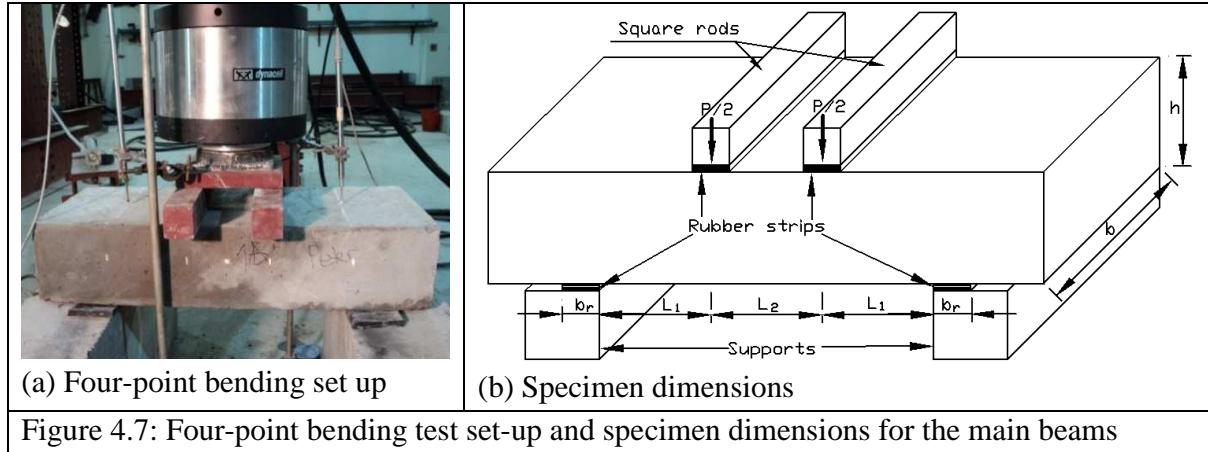 dynacell
Square rods
P/2
P/2
h
Rubber strips
b
br
L1
L2
L1
br
Supports
(a) Four-point bending set up
(b) Specimen dimensions
Figure 4.7: Four-point bending test set-up and specimen dimensions for the main beams